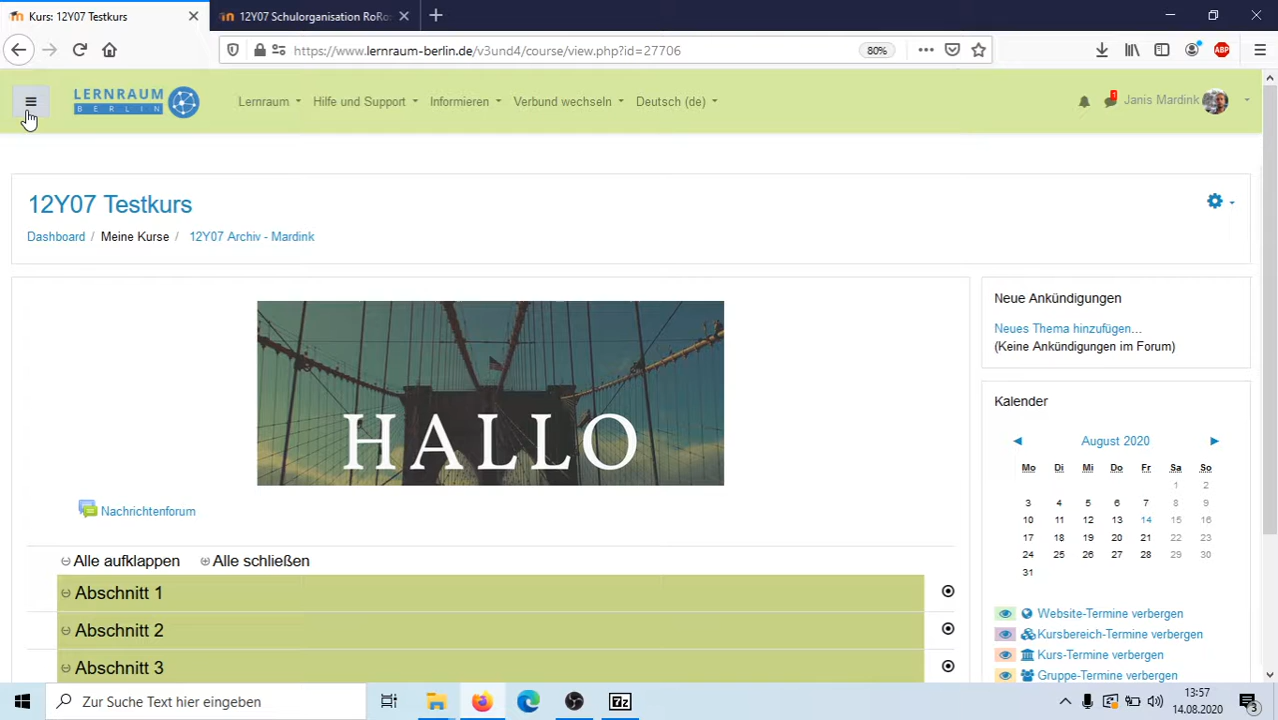 Kurs: 12Y07 Testkurs
12Y07 Schulorganisation RoRo
https://www.lernraum-berlin.de/v3und4/course/view.php?id=27706
80%
ABP
LERNRAUM
BERLIN
Lernraum
Hilfe und Support
Informieren
Verbund wechseln
Deutsch (de)
1
Janis Mardink
12Y07 Testkurs
Dashboard / Meine Kurse / 12Y07 Archiv - Mardink
HALLO
Nachrichtenforum
Alle aufklappen
Alle schließen
Abschnitt 1
Abschnitt 2
Abschnitt 3
Neue Ankündigungen
Neues Thema hinzufügen...
(Keine Ankündigungen im Forum)
Kalender
◄ August 2020 ►
Mo Di Mi Do Fr Sa So
1 2
3 4 5 6 7 8 9
10 11 12 13 14 15 16
17 18 19 20 21 22 23
24 25 26 27 28 29 30
31
Website-Termine verbergen
Kursbereich-Termine verbergen
Kurs-Termine verbergen
Gruppe-Termine verbergen
Zur Suche Text hier eingeben
7z
13:57
14.08.2020
3